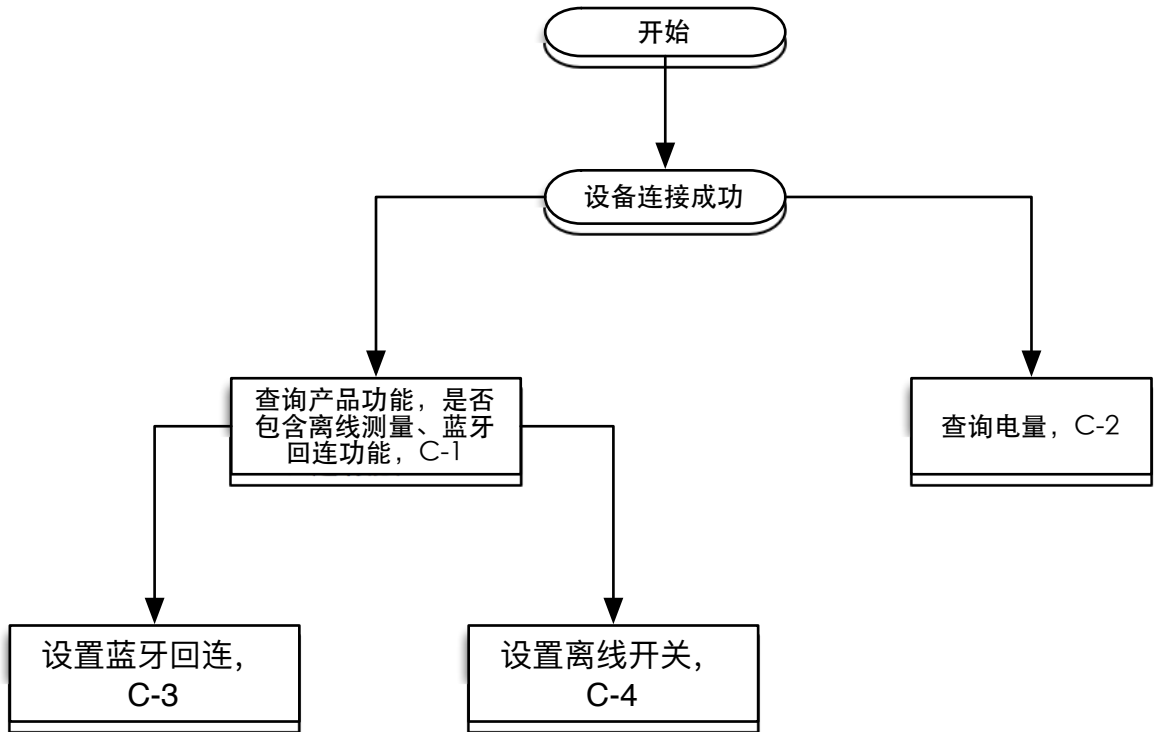 开始
设备连接成功
查询产品功能，是否
包含离线测量、蓝牙
回连功能，C-1
查询电量，C-2
设置蓝牙回连，
C-3
设置离线开关，
C-4